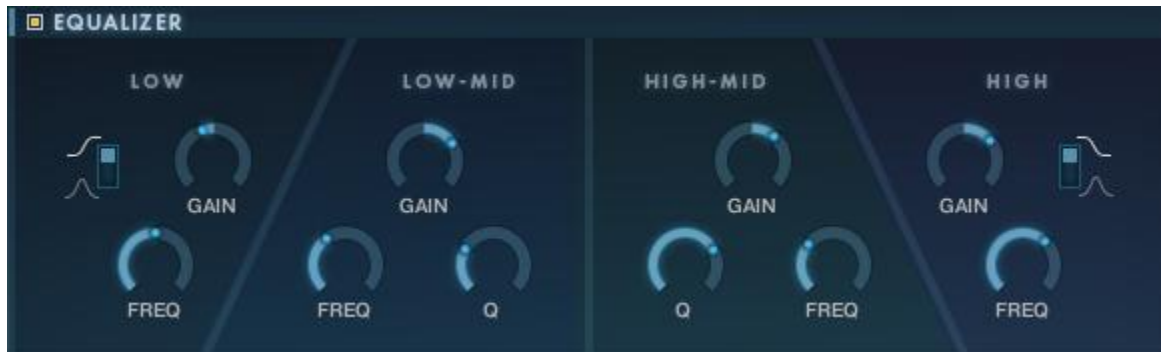 EQUALIZER
LOW
LOW-MID
HIGH-MID
HIGH
GAIN
GAIN
GAIN
GAIN
FREQ
FREQ
Q
Q
FREQ
FREQ